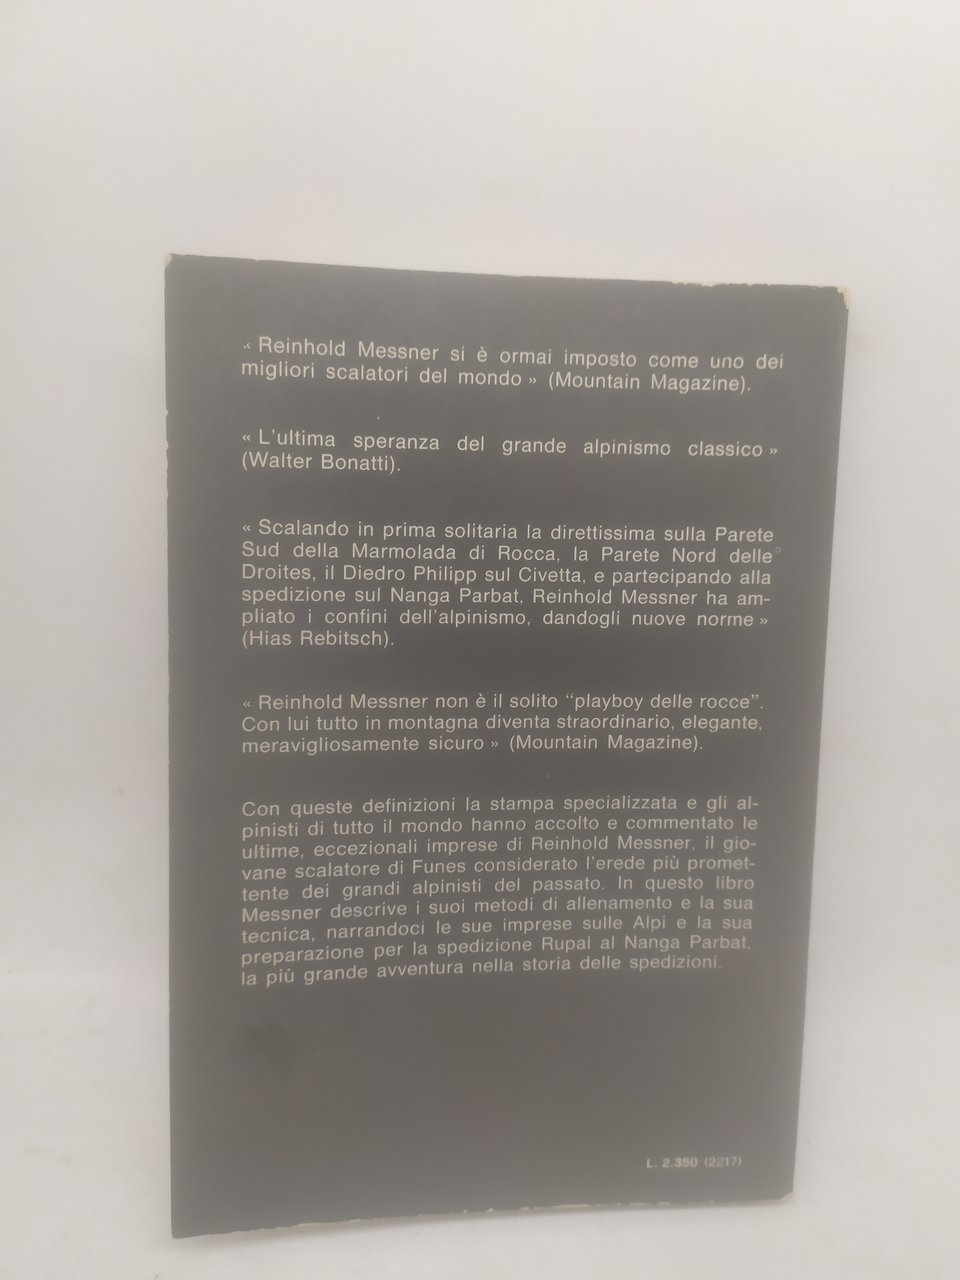 « Reinhold Messner si è ormai imposto come uno dei
migliori scalatori del mondo » (Mountain Magazine).
« L'ultima speranza del grande alpinismo classico »
(Walter Bonatti).
« Scalando in prima solitaria la direttissima sulla Parete
Sud della Marmolada di Rocca, la Parete Nord delle
Droites, il Diedro Philipp sul Civetta, e partecipando alla
spedizione sul Nanga Parbat, Reinhold Messner ha am-
pliato i confini dell'alpinismo, dandogli nuove norme »
(Hias Rebitsch).
« Reinhold Messner non è il solito "playboy delle rocce".
Con lui tutto in montagna diventa straordinario, elegante,
meravigliosamente sicuro » (Mountain Magazine).
Con queste definizioni la stampa specializzata e gli al-
pinisti di tutto il mondo hanno accolto e commentato le
ultime, eccezionali imprese di Reinhold Messner, il gio-
vane scalatore di Funes considerato l'erede più promet-
tente dei grandi alpinisti del passato. In questo libro
Messner descrive i suoi metodi di allenamento e la sua
tecnica, narrandoci le sue imprese sulle Alpi e la sua
preparazione per la spedizione Rupal al Nanga Parbat,
la più grande avventura nella storia delle spedizioni.
L. 2.350 (2217)